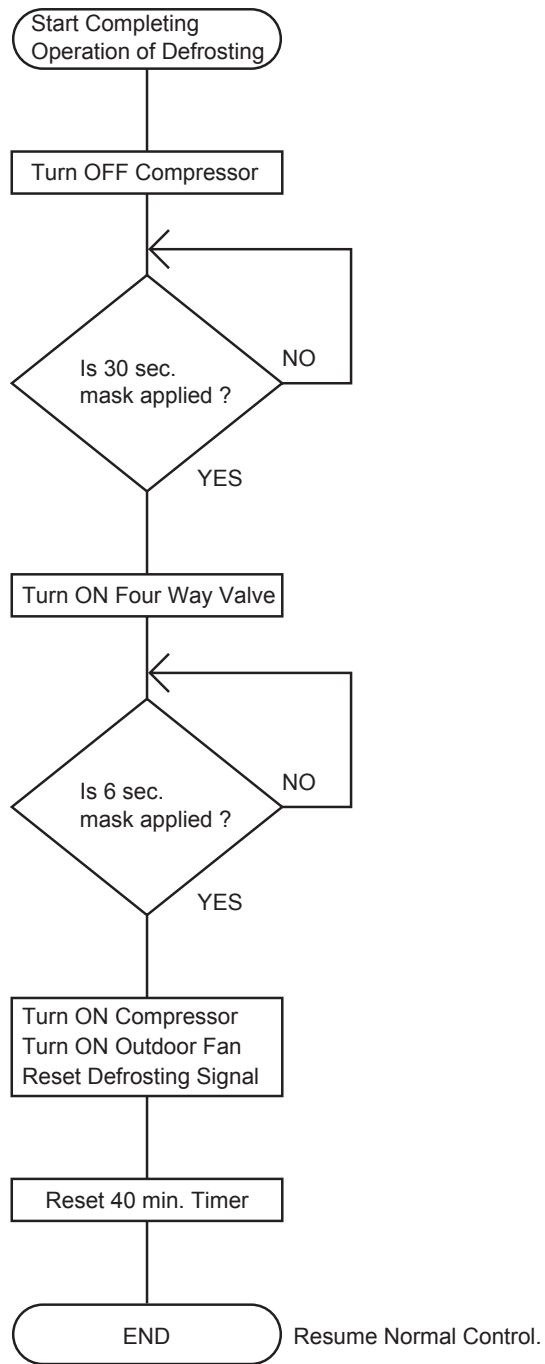 Start Completing
Operation of Defrosting
Turn OFF Compressor
Is 30 sec.
mask applied ?
NO
YES
Turn ON Four Way Valve
Is 6 sec.
mask applied ?
NO
YES
Turn ON Compressor
Turn ON Outdoor Fan
Reset Defrosting Signal
Reset 40 min. Timer
END
Resume Normal Control.